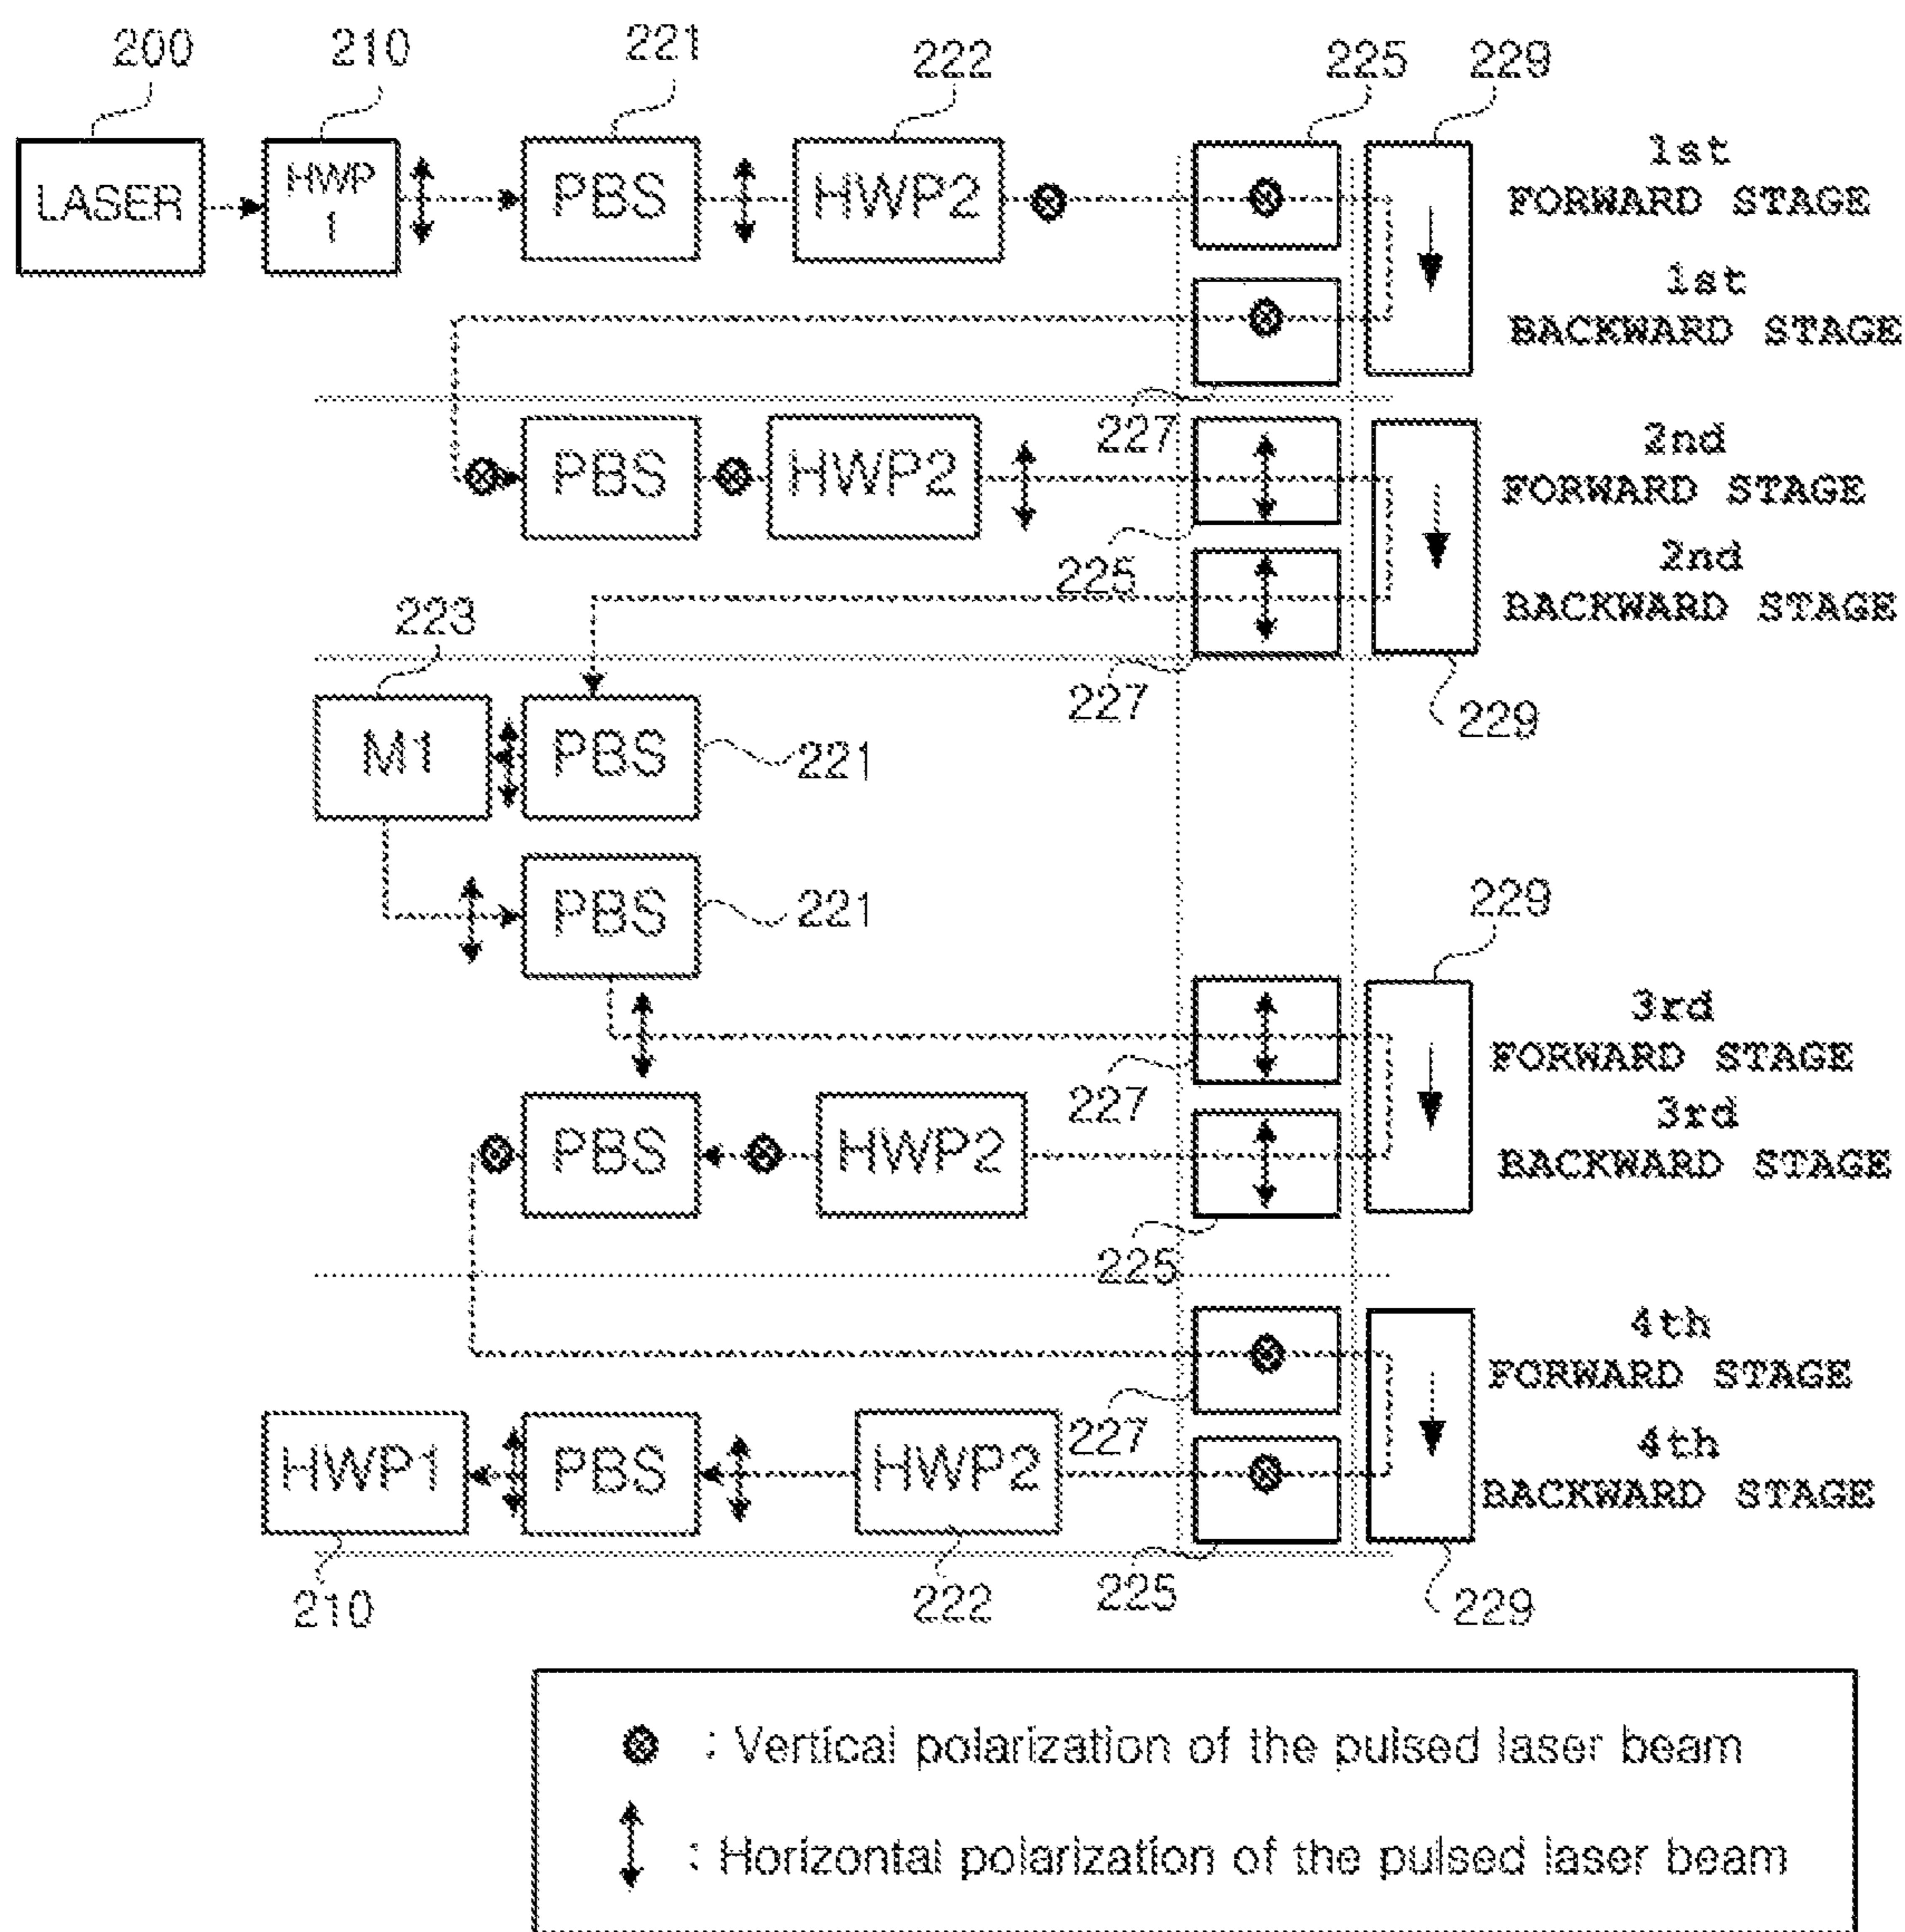 200
210
221
222
225
229
LASER
HWP
1
PBS
HWP2
1st
FORWARD STAGE
1st
BACKWARD STAGE
227
PBS
HWP2
2nd
FORWARD STAGE
225
2nd
BACKWARD STAGE
223
227
229
M1
PBS
221
PBS
221
229
3rd
FORWARD STAGE
227
3rd
BACKWARD STAGE
PBS
HWP2
225
4th
FORWARD STAGE
227
4th
BACKWARD STAGE
HWP1
PBS
HWP2
210
222
225
229
: Vertical polarization of the pulsed laser beam
: Horizontal polarization of the pulsed laser beam